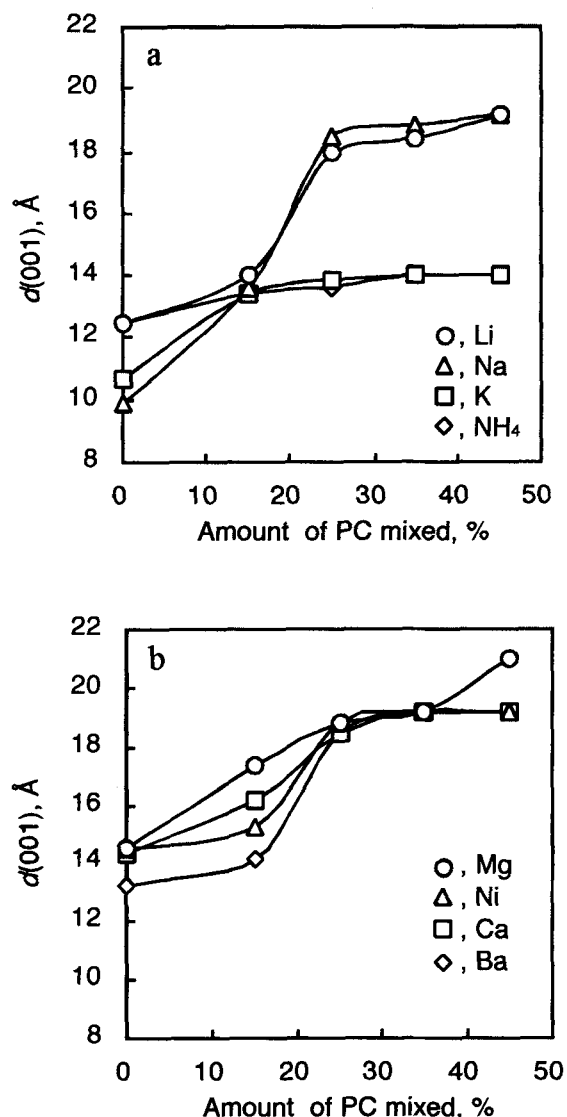 22
a
20
18
16
14
12
10
8
d(001), Å
○, Li
△, Na
□, K
◇, NH₄
0 10 20 30 40 50
Amount of PC mixed, %
22
b
20
18
16
14
12
10
8
d(001), Å
○, Mg
△, Ni
□, Ca
◇, Ba
0 10 20 30 40 50
Amount of PC mixed. %